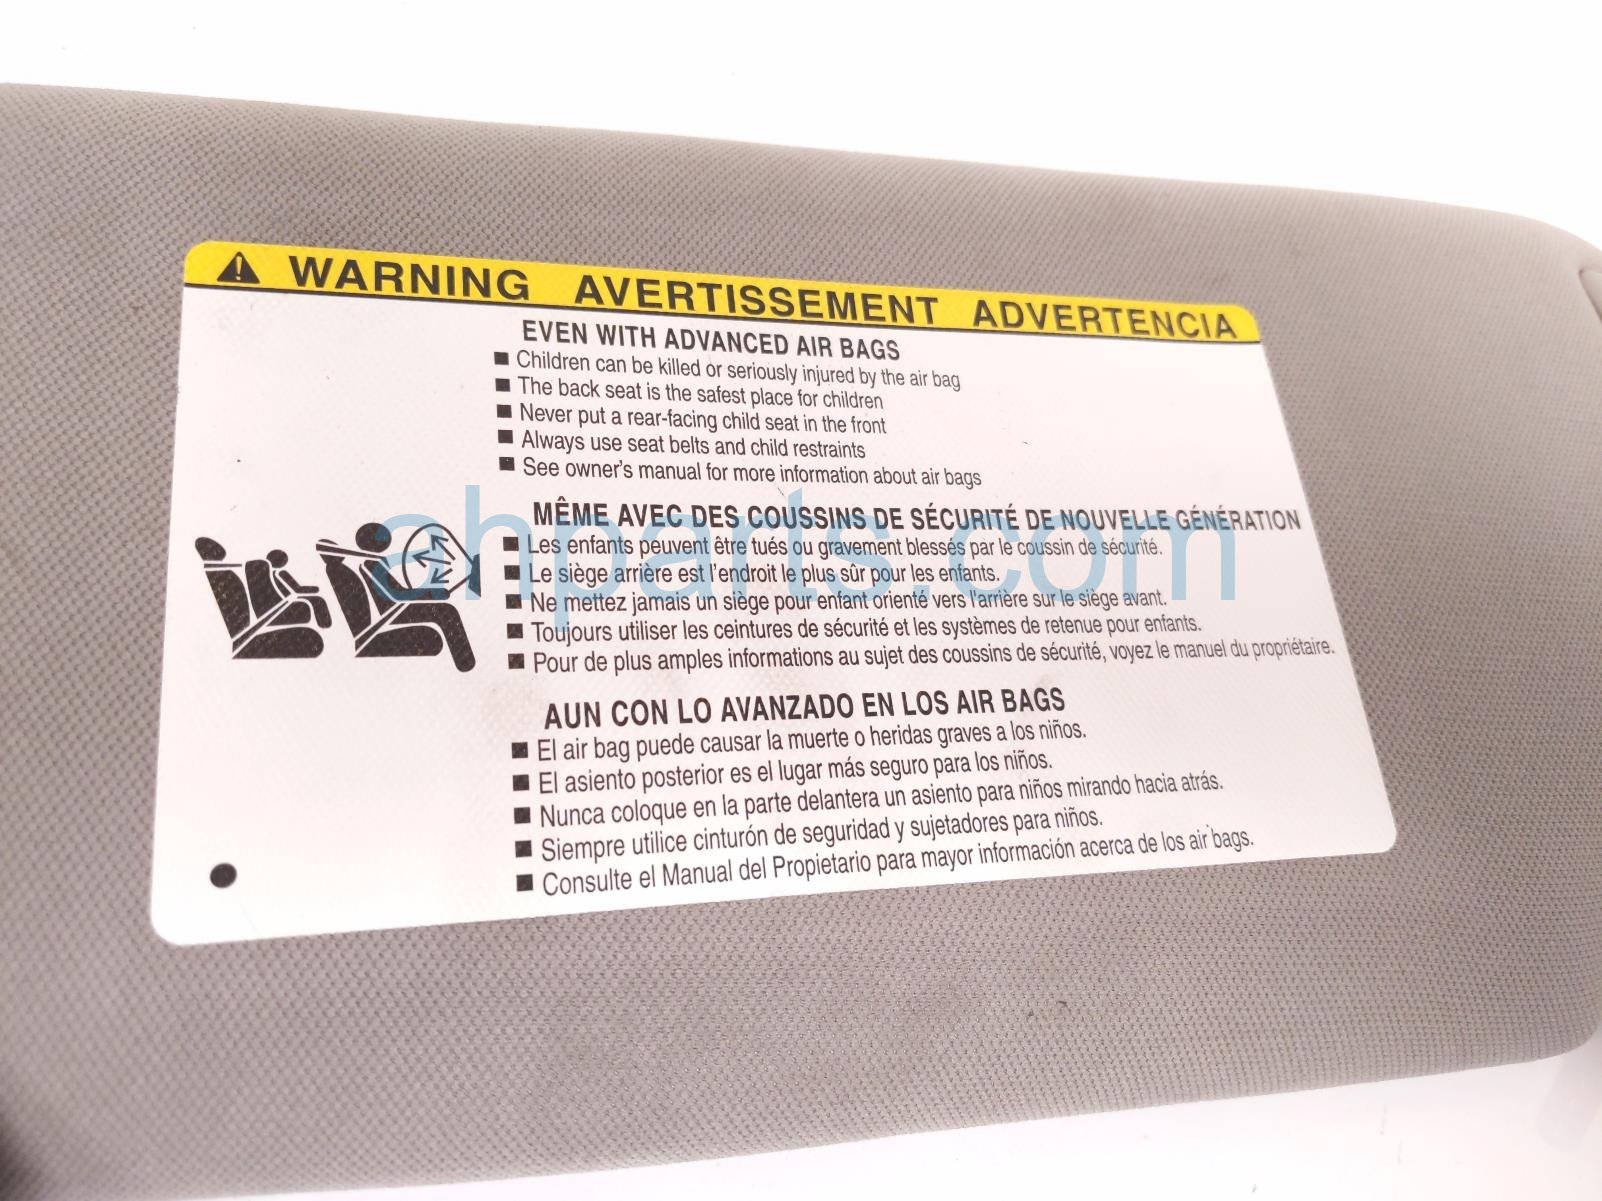 WARNING AVERTISSEMENT ADVERTENCIA
EVEN WITH ADVANCED AIR BAGS
■ Children can be killed or seriously injured by the air bag
■ The back seat is the safest place for children
■ Never put a rear-facing child seat in the front
■ Always use seat belts and child restraints
■ See owner's manual for more information about air bags
MÊME AVEC DES COUSSINS DE SÉCURITÉ DE NOUVELLE GÉNÉRATION
■ Les enfants peuvent être tués ou gravement blessés par le coussin de sécurité.
■ Le siège arrière est l'endroit le plus sûr pour les enfants.
■ Ne mettez jamais un siège pour enfant orienté vers l'arrière sur le siège avant.
■ Toujours utiliser les ceintures de sécurité et les systèmes de retenue pour enfants.
■ Pour de plus amples informations au sujet des coussins de sécurité, voyez le manuel du propriétaire.
AUN CON LO AVANZADO EN LOS AIR BAGS
■ El air bag puede causar la muerte o heridas graves a los niños.
■ El asiento posterior es el lugar más seguro para los niños.
■ Nunca coloque en la parte delantera un asiento para niños mirando hacia atrás.
■ Siempre utilice cinturón de seguridad y sujetadores para niños.
■ Consulte el Manual del Propietario para mayor información acerca de los air bags.
ahparts.com